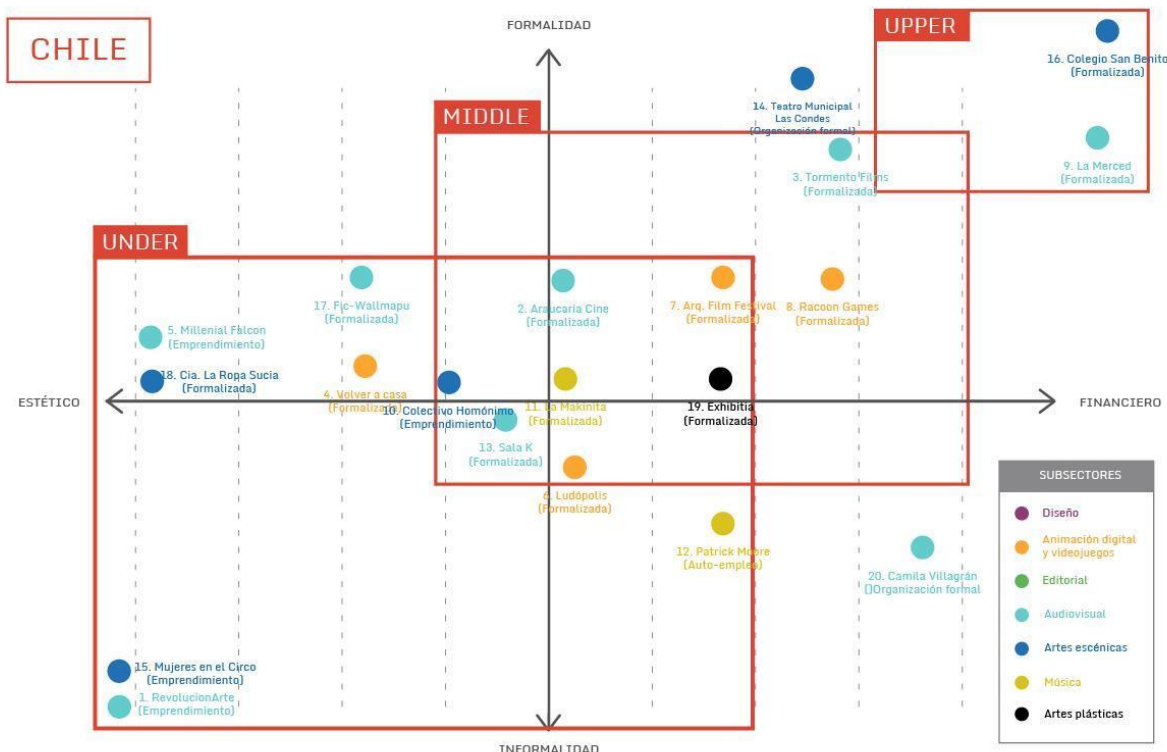 CHILE
FORMALIDAD
UPPER
16. Colegio San Benito
(Formalizada)
14. Teatro Municipal
Las Condes
(Organización formal)
MIDDLE
9. La Merced
(Formalizada)
3. Tormento Films
(Formalizada)
UNDER
17. Fic-Wallmapu
(Formalizada)
2. Araucaria Cine
(Formalizada)
7. Arq. Film Festival
(Formalizada)
8. Racoon Games
(Formalizada)
5. Millenial Falcon
(Emprendimiento)
18. Cia. La Ropa Sucia
(Formalizada)
4. Volver a casa
(Formalizada)
10. Colectivo Homónimo
(Emprendimiento)
11. La Makinita
(Formalizada)
19. Exhibitia
(Formalizada)
ESTÉTICO
FINANCIERO
13. Sala K
(Formalizada)
6. Ludópolis
(Formalizada)
12. Patrick Moore
(Auto-empleo)
20. Camila Villagrán
()Organización formal
15. Mujeres en el Circo
(Emprendimiento)
1. RevolucionArte
(Emprendimiento)
INFORMALIDAD
SUBSECTORES
Diseño
Animación digital
y videojuegos
Editorial
Audiovisual
Artes escénicas
Música
Artes plásticas